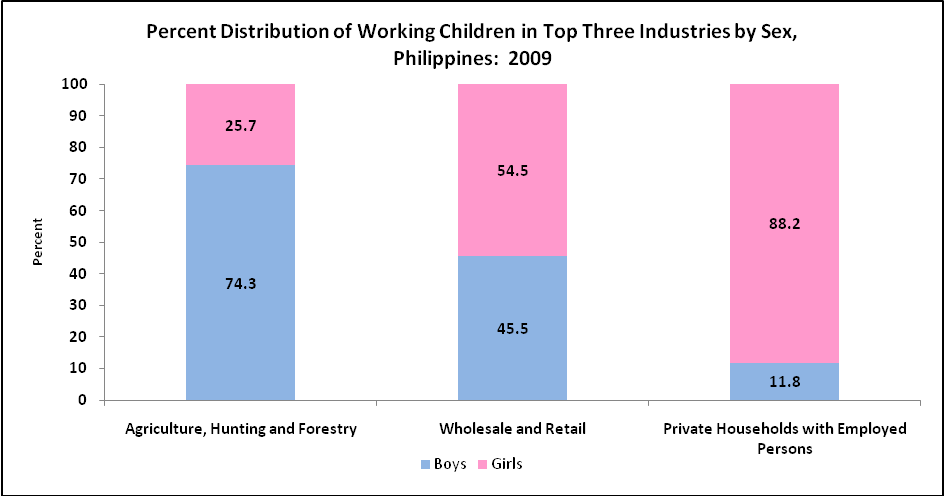 Percent Distribution of Working Children in Top Three Industries by Sex,
Philippines: 2009
100
90
80
70
60
50
40
30
20
10
0
Percent
25.7
74.3
54.5
45.5
88.2
11.8
Agriculture, Hunting and Forestry
Wholesale and Retail
Private Households with Employed
Persons
Boys Girls